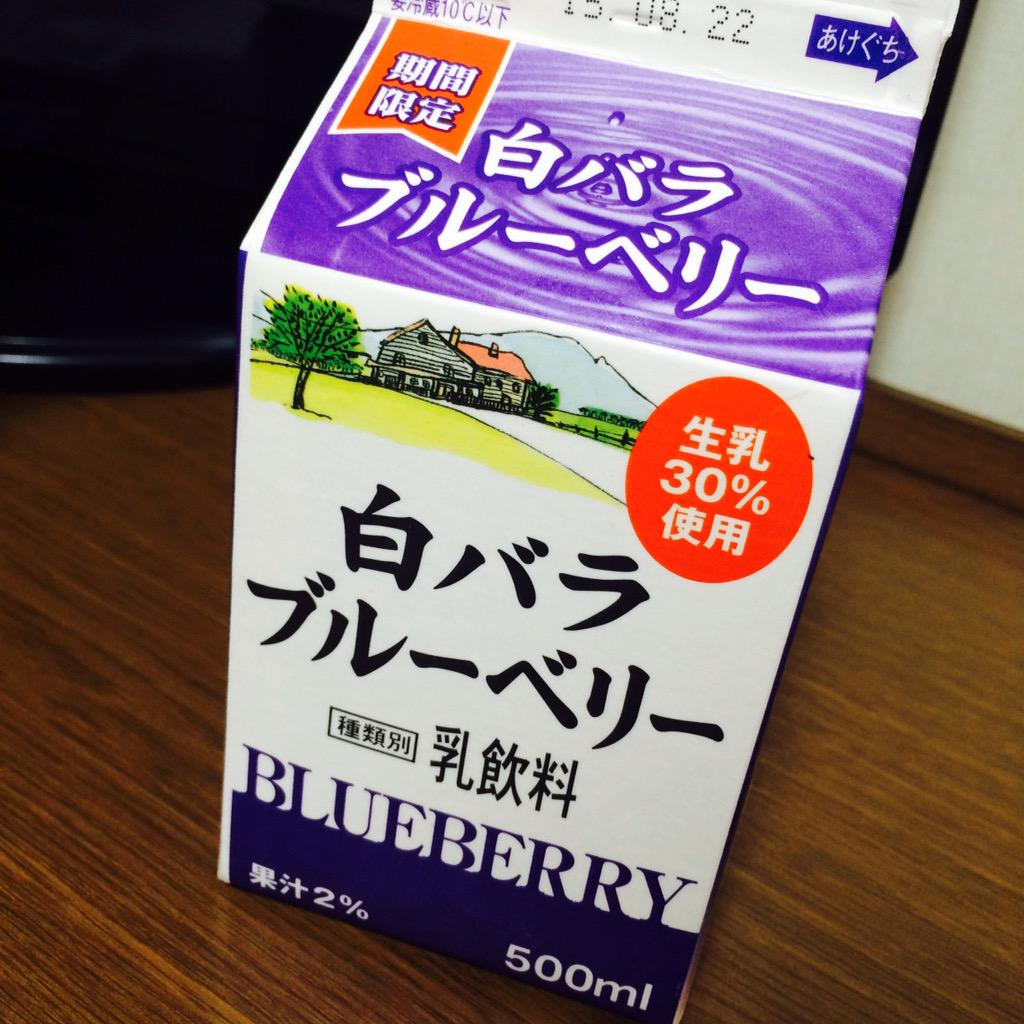 要冷蔵10℃以下
15.08.22
あけぐち
期間
限定
白バラ
ブルーベリー
生乳
30%
使用
白バラ
ブルーベリー
種類別 乳飲料
BLUEBERRY
果汁2%
500ml